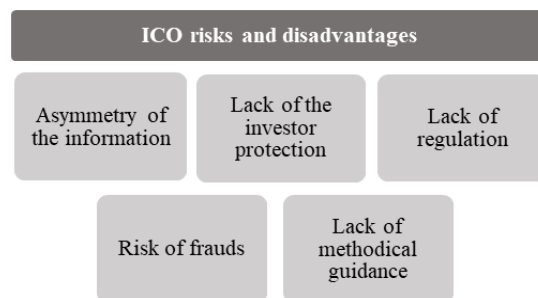 ICO risks and disadvantages
Asymmetry of
the information
Lack of the
investor
protection
Lack of
regulation
Risk of frauds
Lack of
methodical
guidance